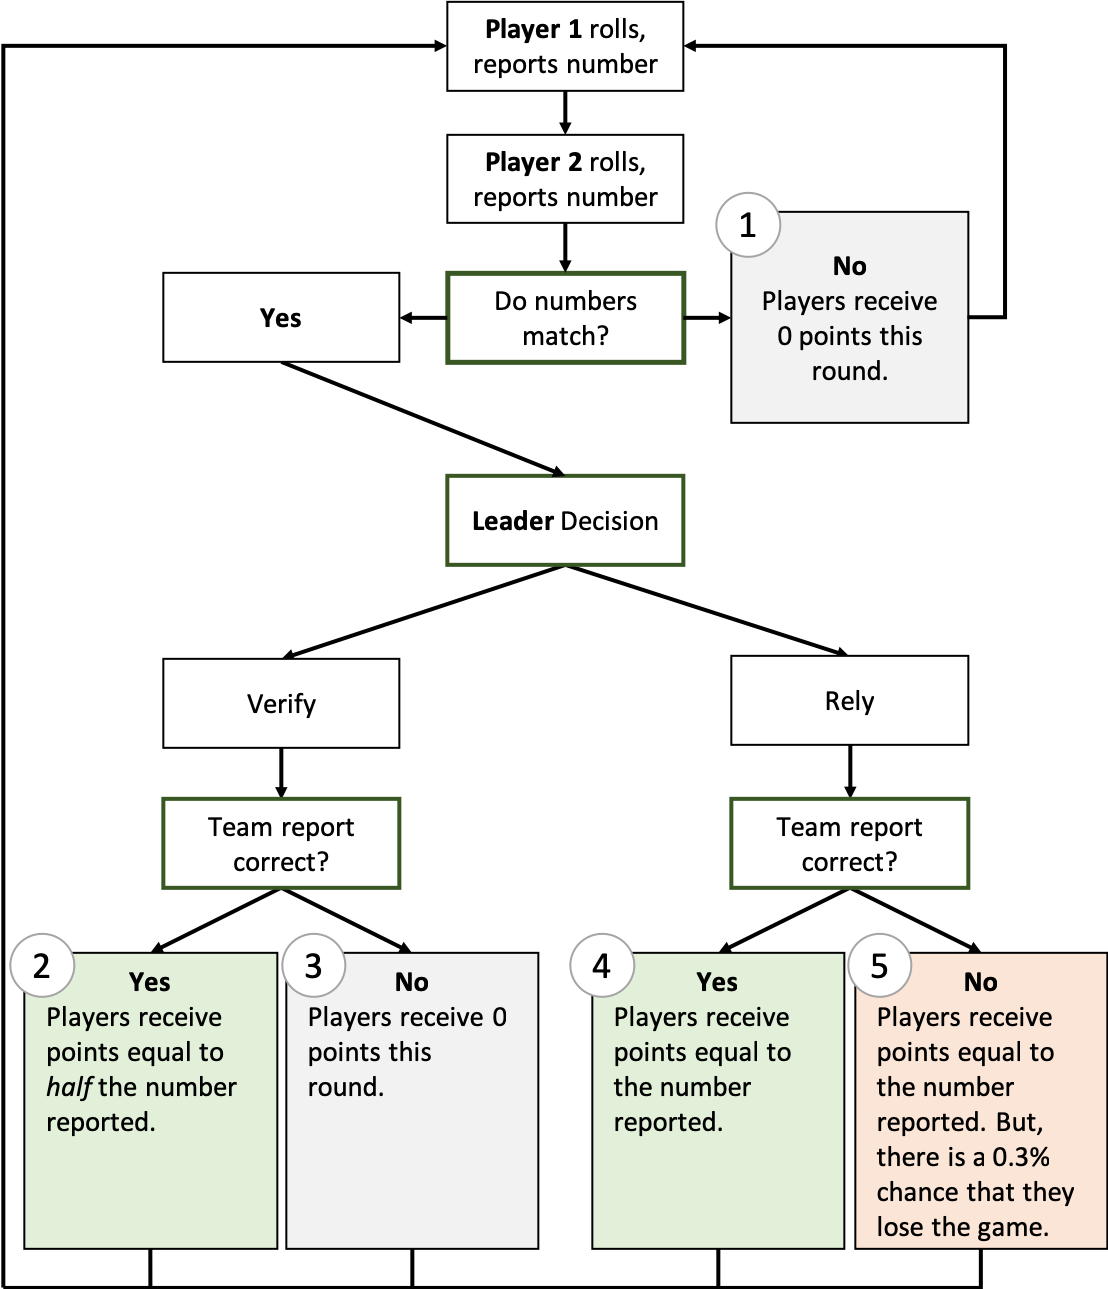 Player 1 rolls,
reports number
Player 2 rolls,
reports number
1
No
Players receive
0 points this
round.
Do numbers
match?
Yes
Leader Decision
Verify
Rely
Team report
correct?
Team report
correct?
2
Yes
Players receive
points equal to
half the number
reported.
3
No
Players receive 0
points this
round.
4
Yes
Players receive
points equal to
the number
reported.
5
No
Players receive
points equal to
the number
reported. But,
there is a 0.3%
chance that they
lose the game.